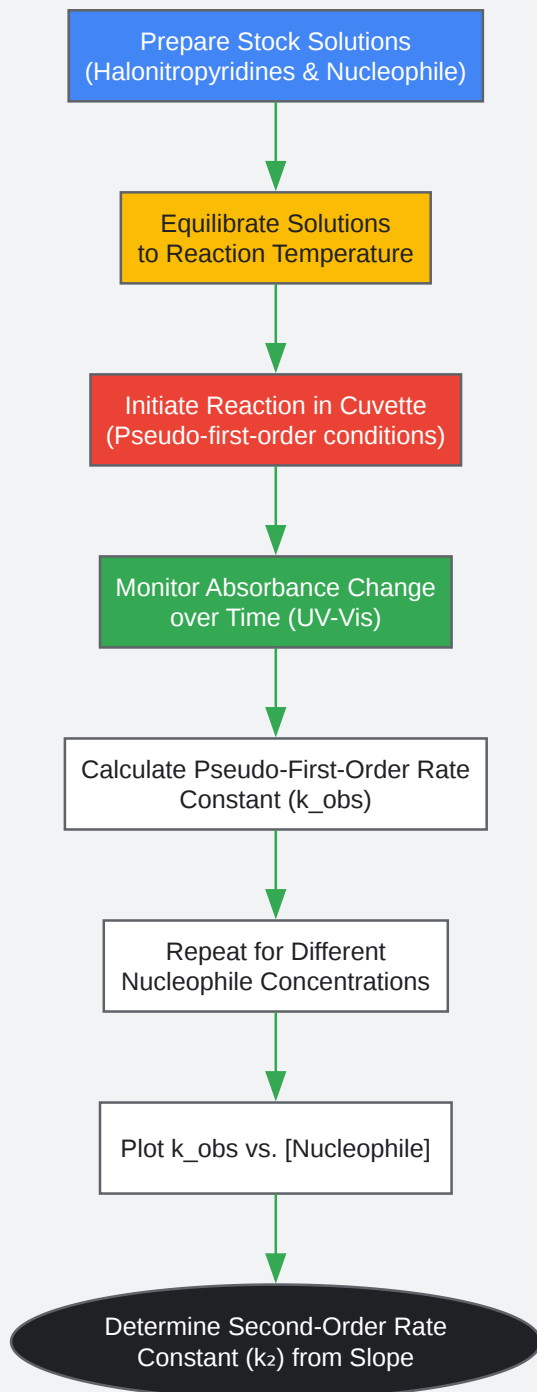 Prepare Stock Solutions
(Halonitropyridines & Nucleophile)
Equilibrate Solutions
to Reaction Temperature
Initiate Reaction in Cuvette
(Pseudo-first-order conditions)
Monitor Absorbance Change
over Time (UV-Vis)
Calculate Pseudo-First-Order Rate
Constant (k_obs)
Repeat for Different
Nucleophile Concentrations
Plot k_obs vs. [Nucleophile]
Determine Second-Order Rate
Constant (k₂) from Slope